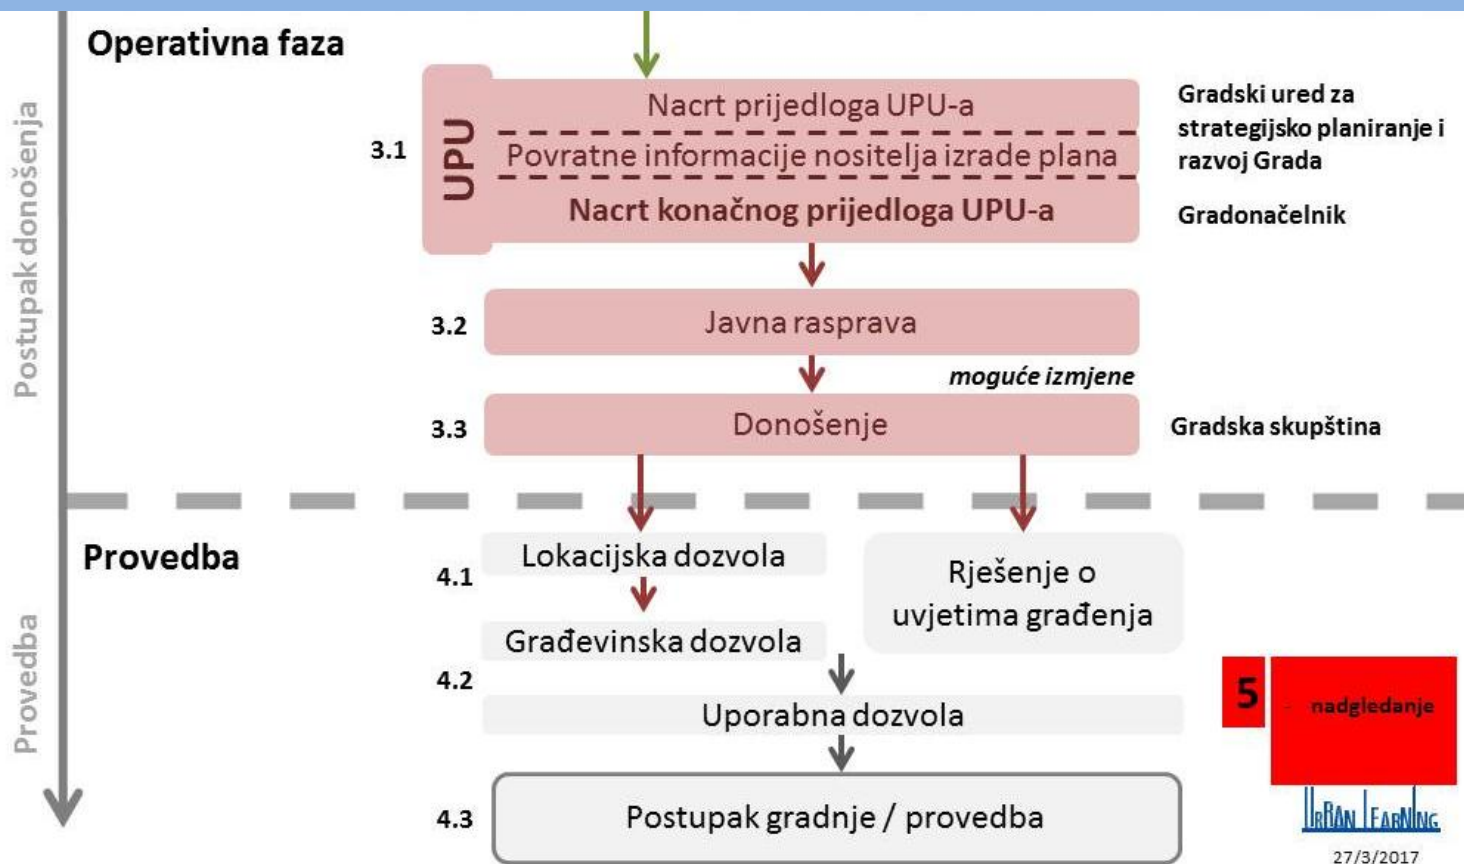 Operativna faza
Postupak donošenja
3.1
UPU
Nacrt prijedloga UPU-a
Povratne informacije nositelja izrade plana
Nacrt konačnog prijedloga UPU-a
Gradski ured za
strategijsko planiranje i
razvoj Grada
Gradonačelnik
3.2
Javna rasprava
moguće izmjene
3.3
Donošenje
Gradska skupština
Provedba
Provedba
4.1
Lokacijska dozvola
Rješenje o
uvjetima građenja
Građevinska dozvola
4.2
Uporabna dozvola
5
- nadgledanje
4.3
Postupak gradnje / provedba
URBAN LEARNING
27/3/2017